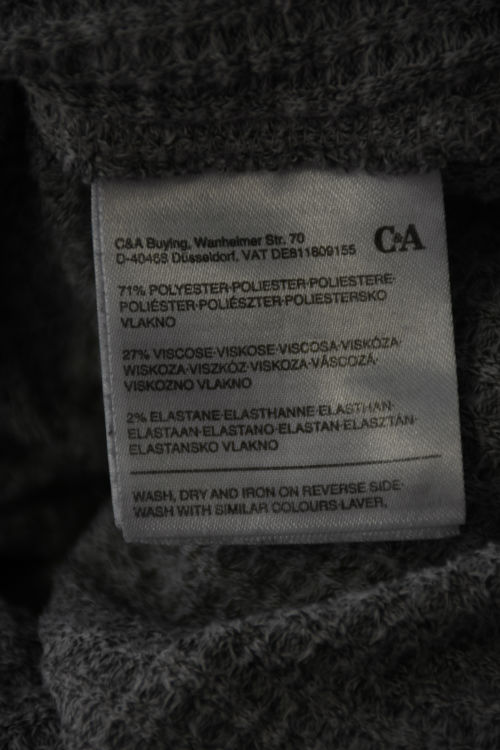 C&A Buying, Wanheimer Str. 70
D-40468 Düsseldorf, VAT DE811809155
C&A
71% POLYESTER·POLIESTER·POLIESTERE·
POLIÉSTER·POLIÉSZTER·POLIESTERSKO
VLAKNO
27% VISCOSE·VISKOSE·VISCOSA·VISKÓZA·
WISKOZA·VISZKÓZ·VISKOZA·VÂSCOZÁ·
VISKOZNO VLAKNO
2% ELASTANE·ELASTHANNE·ELASTHAN·
ELASTAAN·ELASTANO·ELASTAN·ELASZTÁN·
ELASTANSKO VLAKNO
WASH, DRY AND IRON ON REVERSE SIDE·
WASH WITH SIMILAR COLOURS·LAVER,